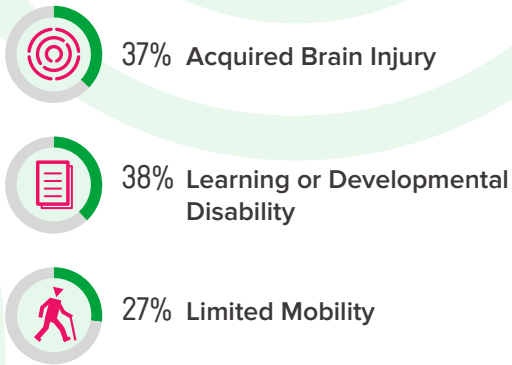 37% Acquired Brain Injury
38% Learning or Developmental
Disability
27% Limited Mobility